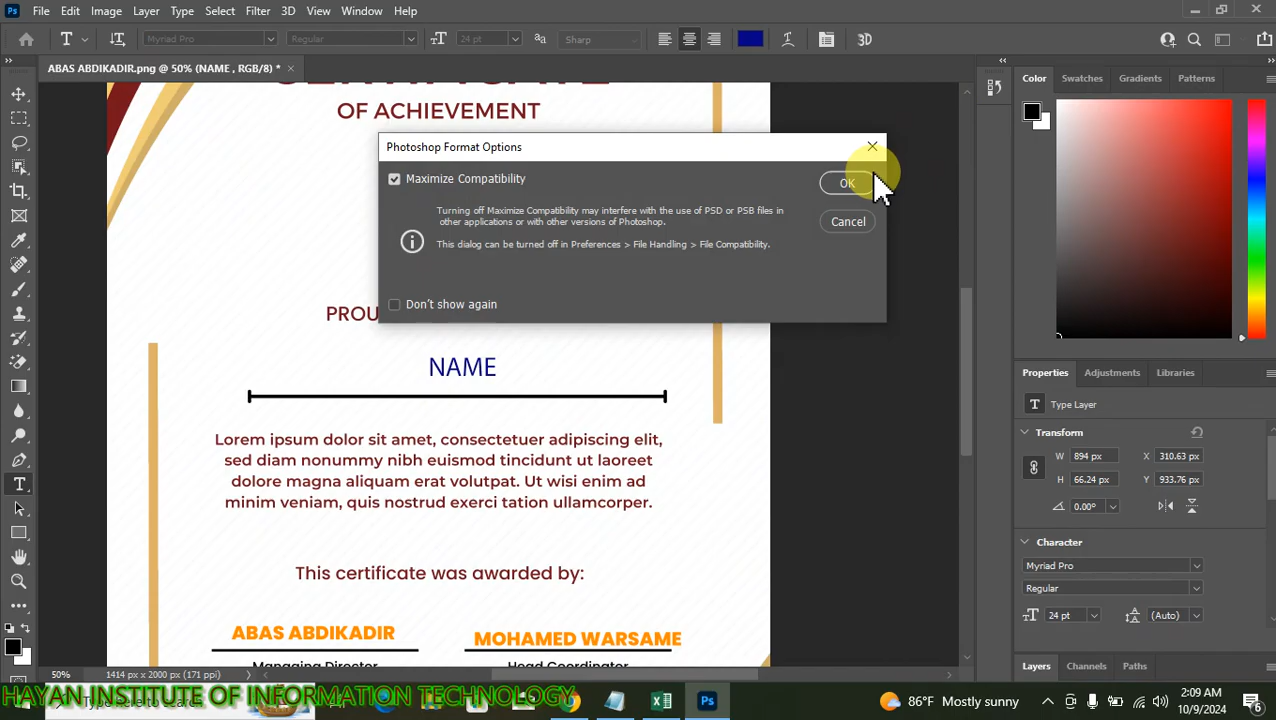 Ps File Edit Image Layer Type Select Filter 3D View Window Help
T Myriad Pro Regular T 24 pt aa Sharp 3D
ABAS ABDIKADIR.png @ 50% (NAME , RGB/8) *
Color Swatches Gradients Patterns
OF ACHIEVEMENT
Photoshop Format Options
Maximize Compatibility
OK
Turning off Maximize Compatibility may interfere with the use of PSD or PSB files in
other applications or with other versions of Photoshop.
Cancel
This dialog can be turned off in Preferences > File Handling > File Compatibility.
Don't show again
PROU
NAME
Lorem ipsum dolor sit amet, consectetuer adipiscing elit,
sed diam nonummy nibh euismod tincidunt ut laoreet
dolore magna aliquam erat volutpat. Ut wisi enim ad
minim veniam, quis nostrud exerci tation ullamcorper.
This certificate was awarded by:
ABAS ABDIKADIR MOHAMED WARSAME
Managing Director Head Coordinator
Properties Adjustments Libraries
T Type Layer
Transform
W 894 px X 310.63 px
H 66.24 px Y 933.76 px
0.00°
Character
Myriad Pro
Regular
24 pt (Auto)
Layers Channels Paths
50% 1414 px x 2000 px (171 ppi)
HAYAN INSTITUTE OF INFORMATION TECHNOLOGY
Ps
86°F Mostly sunny
2:09 AM
10/9/2024